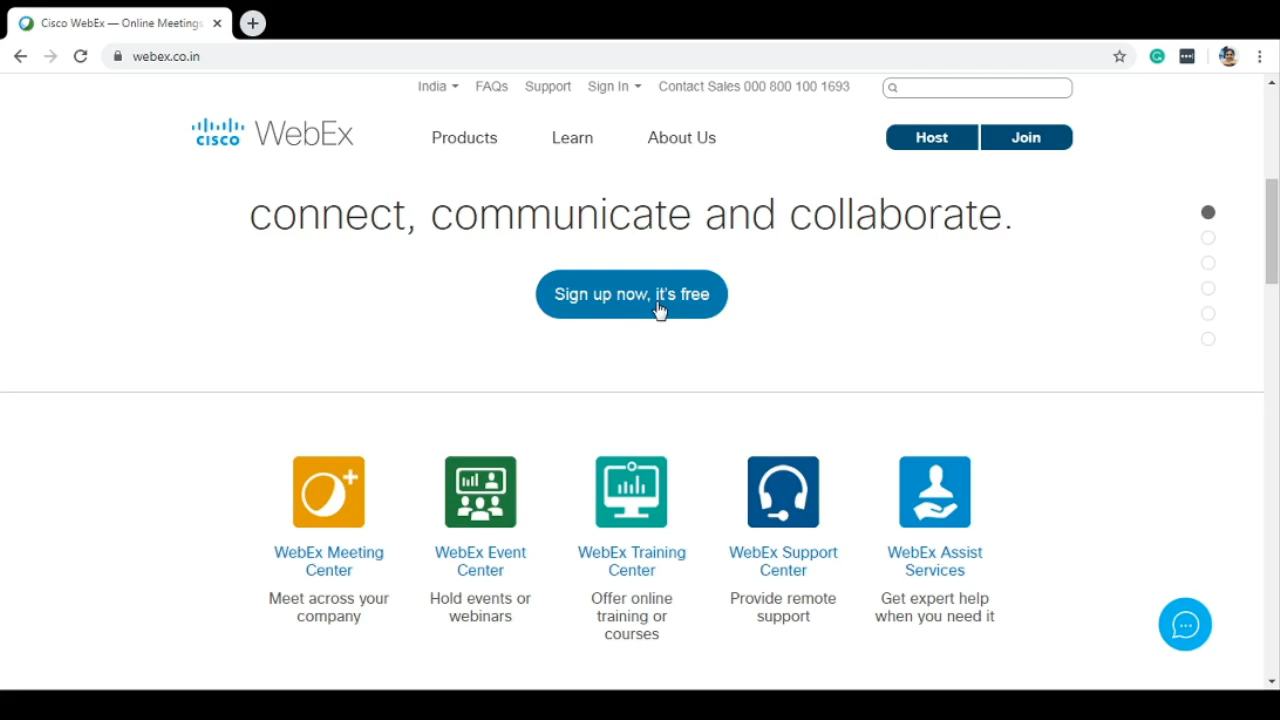 Cisco WebEx — Online Meetings
webex.co.in
India FAQs Support Sign In Contact Sales 000 800 100 1693
CISCO WebEx Products Learn About Us Host Join
connect, communicate and collaborate.
Sign up now, it's free
WebEx Meeting Center
Meet across your company
WebEx Event Center
Hold events or webinars
WebEx Training Center
Offer online training or courses
WebEx Support Center
Provide remote support
WebEx Assist Services
Get expert help when you need it